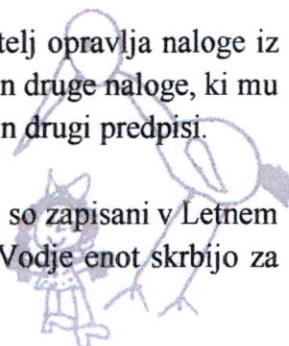 telj opravlja naloge iz
n druge naloge, ki mu
n drugi predpisi.
so zapisani v Letnem
Vodje enot skrbijo za